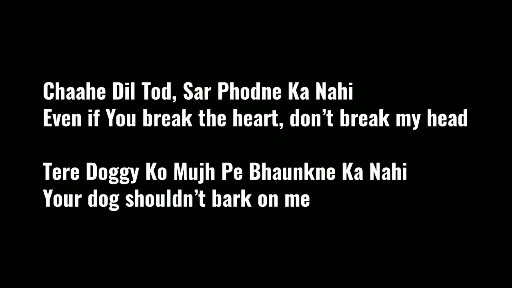 Chaahe Dil Tod, Sar Phodne Ka Nahi
Even if You break the heart, don't break my head
Tere Doggy Ko Mujh Pe Bhaunkne Ka Nahi
Your dog shouldn't bark on me